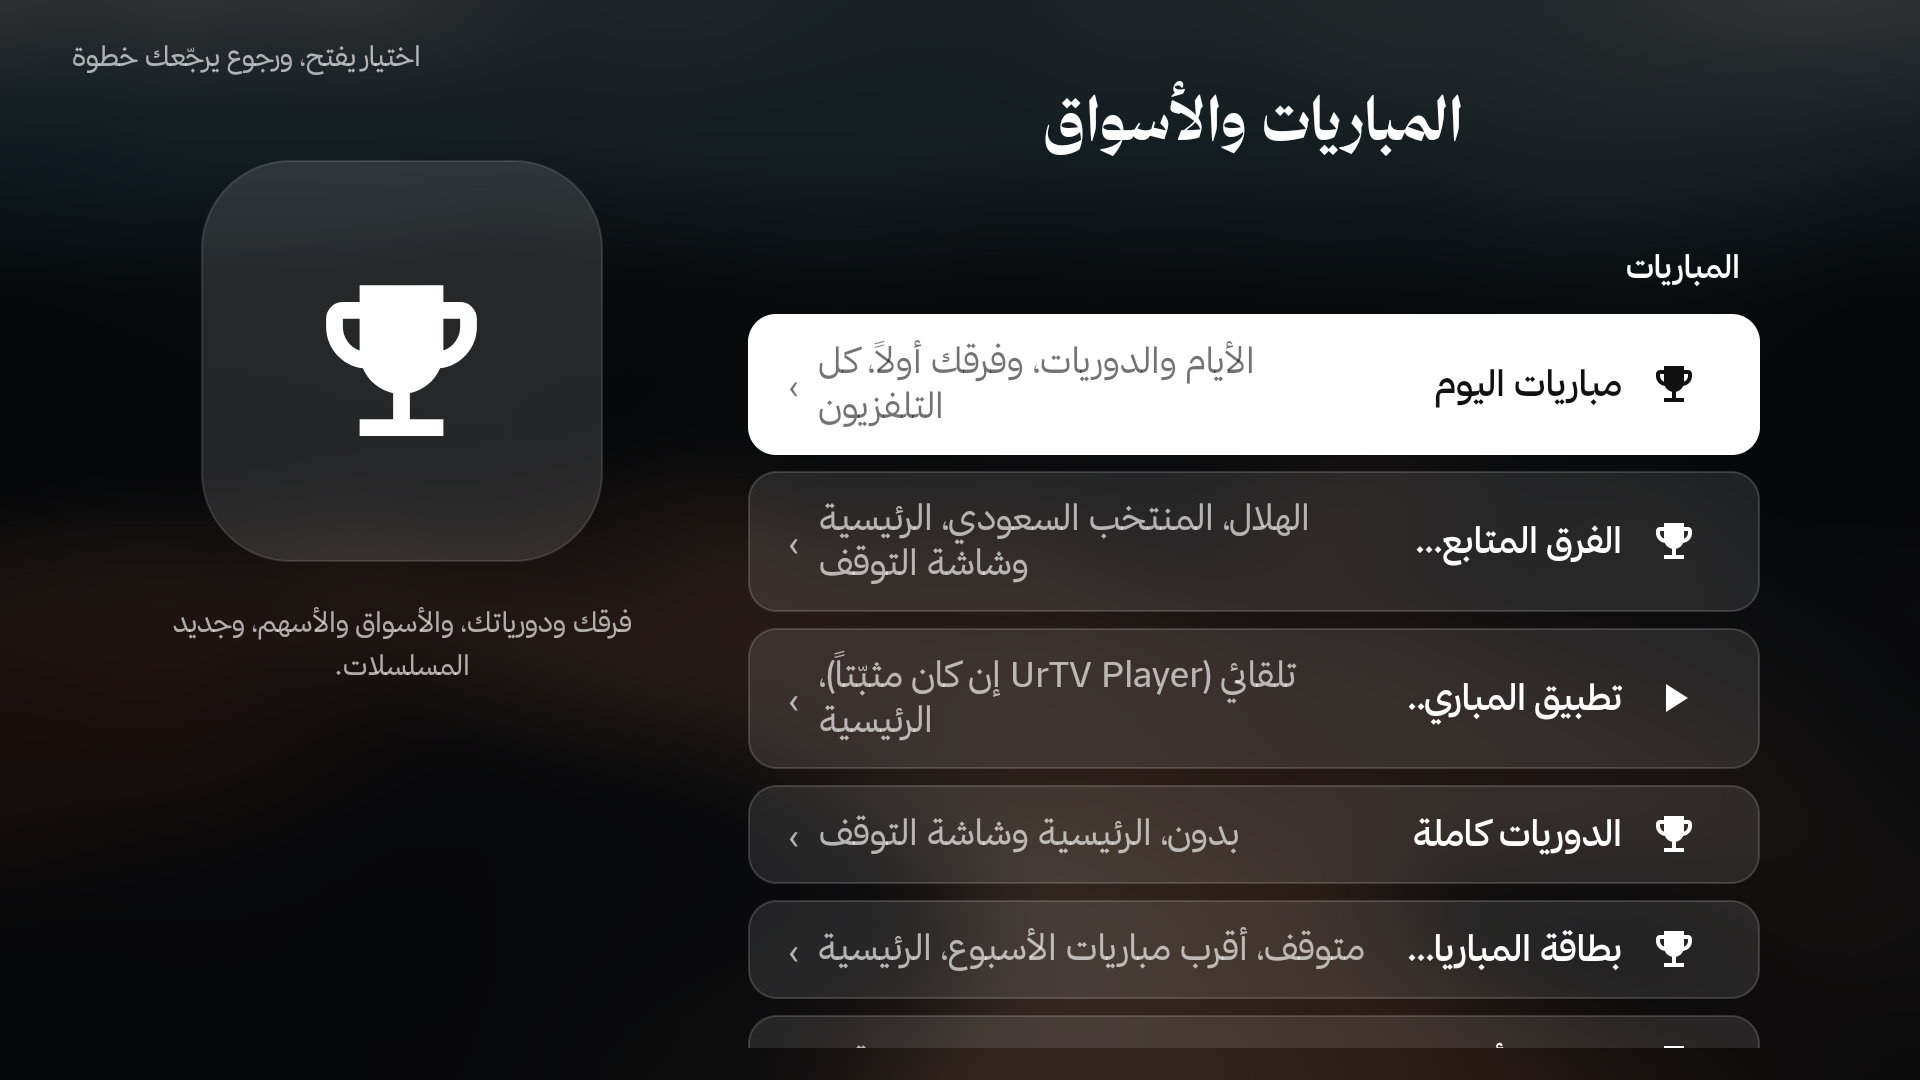 اختيار يفتح، ورجوع يرجّعك خطوة
المباريات والأسواق
المباريات
مباريات اليوم
الأيام والدوريات، وفرقك أولاً، كل
التلفزيون
الفرق المتابع...
الهلال، المنتخب السعودي، الرئيسية
وشاشة التوقف
تطبيق المباري..
تلقائي (UrTV Player إن كان مثبّتاً)،
الرئيسية
الدوريات كاملة
بدون، الرئيسية وشاشة التوقف
بطاقة المباريا...
متوقف، أقرب مباريات الأسبوع، الرئيسية
فرقك ودورياتك، والأسواق والأسهم، وجديد
المسلسلات.